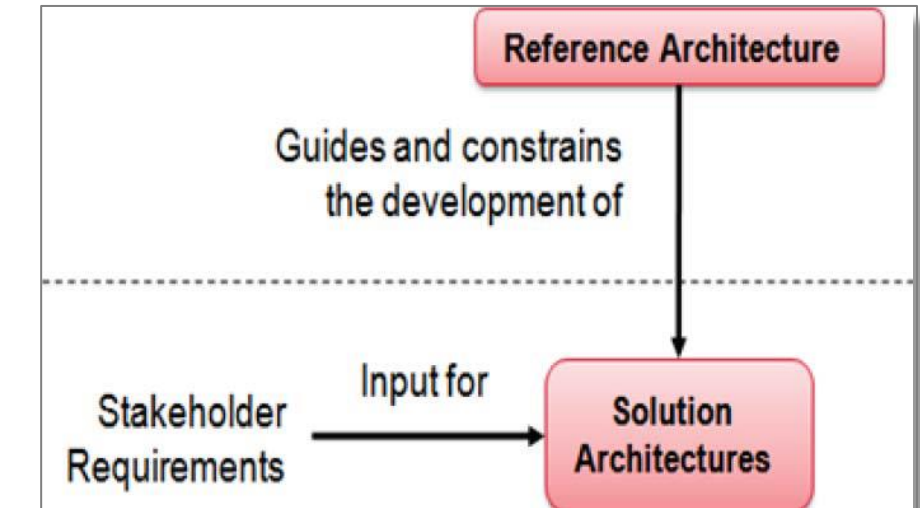 Reference Architecture
Guides and constrains
the development of
Input for
Stakeholder
Requirements
Solution
Architectures